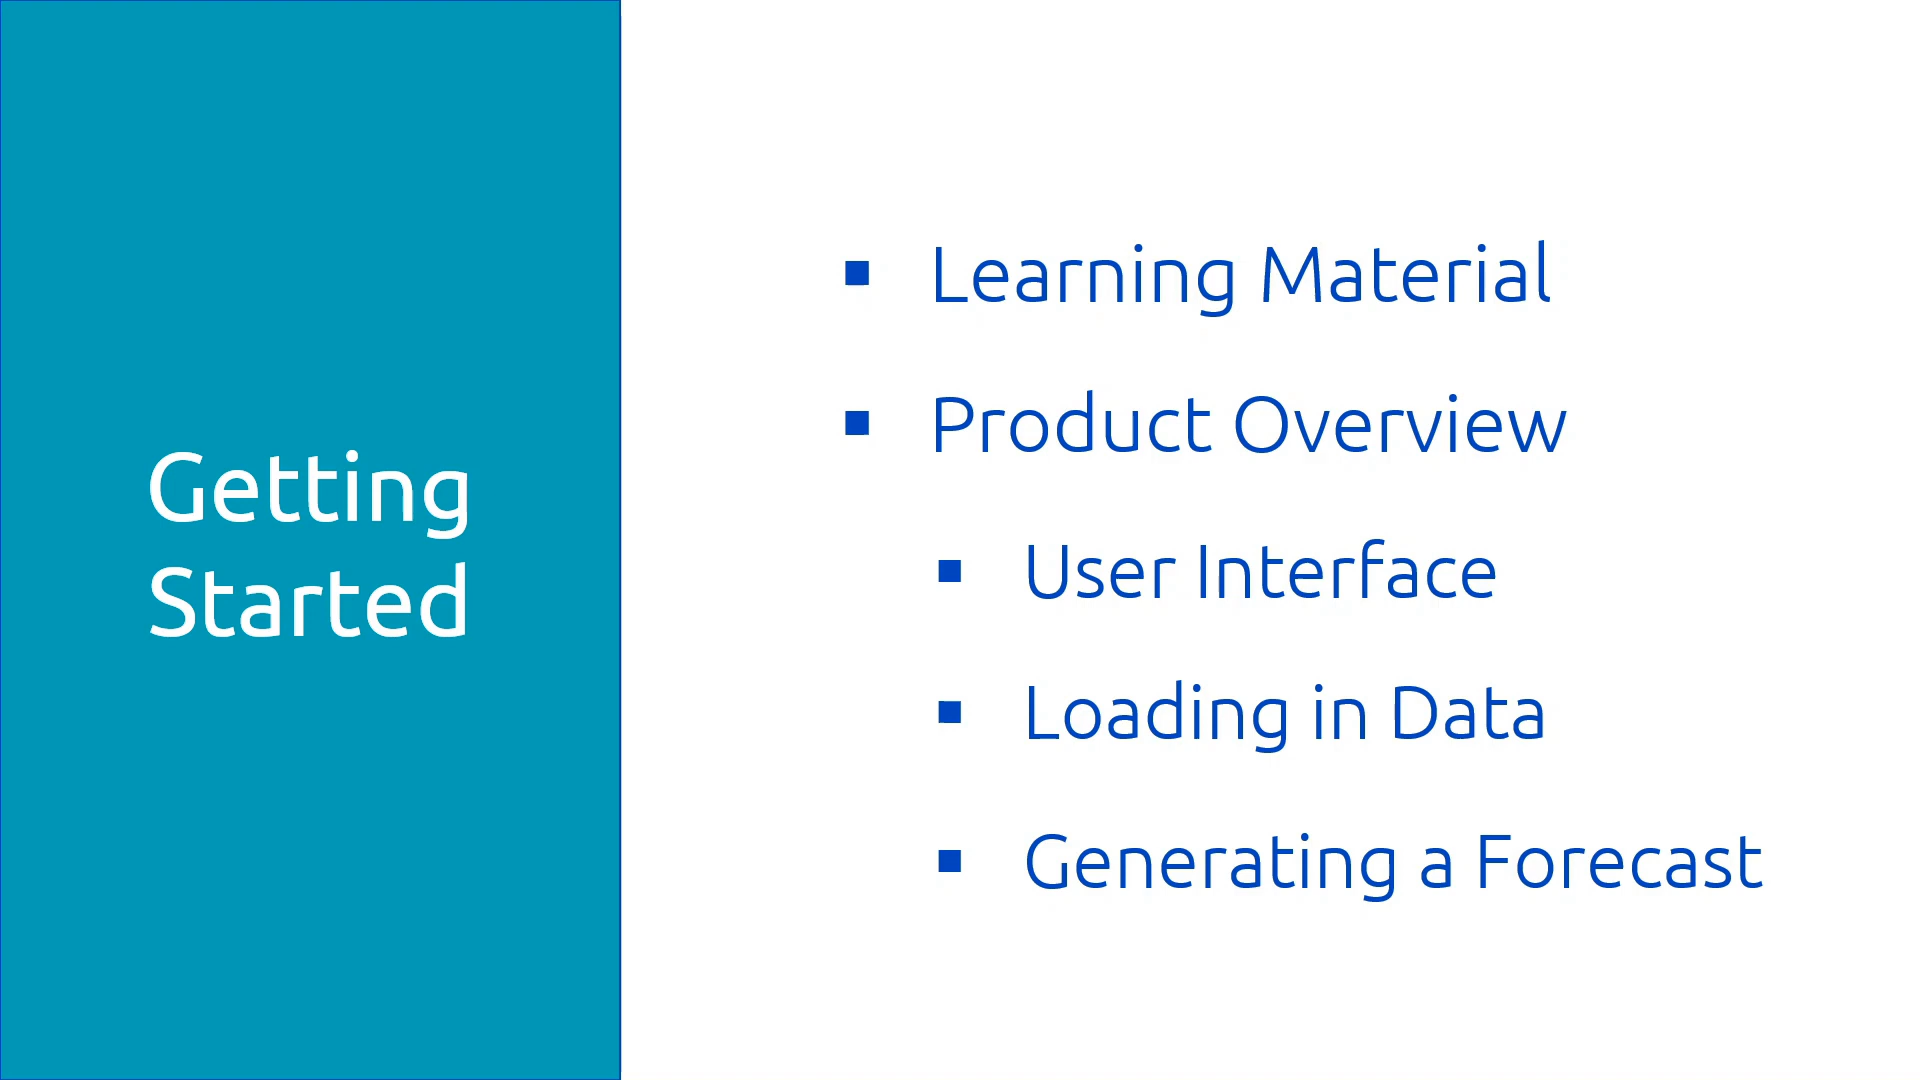 Getting
Started
Learning Material
Product Overview
User Interface
Loading in Data
Generating a Forecast